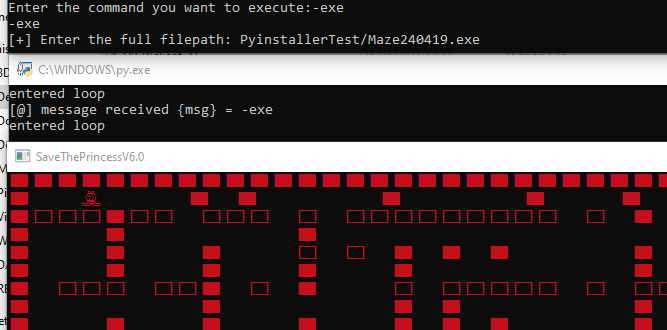 Enter the command you want to execute:-exe
-exe
[+] Enter the full filepath: PyinstallerTest/Maze240419.exe
C:\WINDOWS\py.exe
entered loop
[@] message received {msg} = -exe
entered loop
SaveThePrincessV6.0